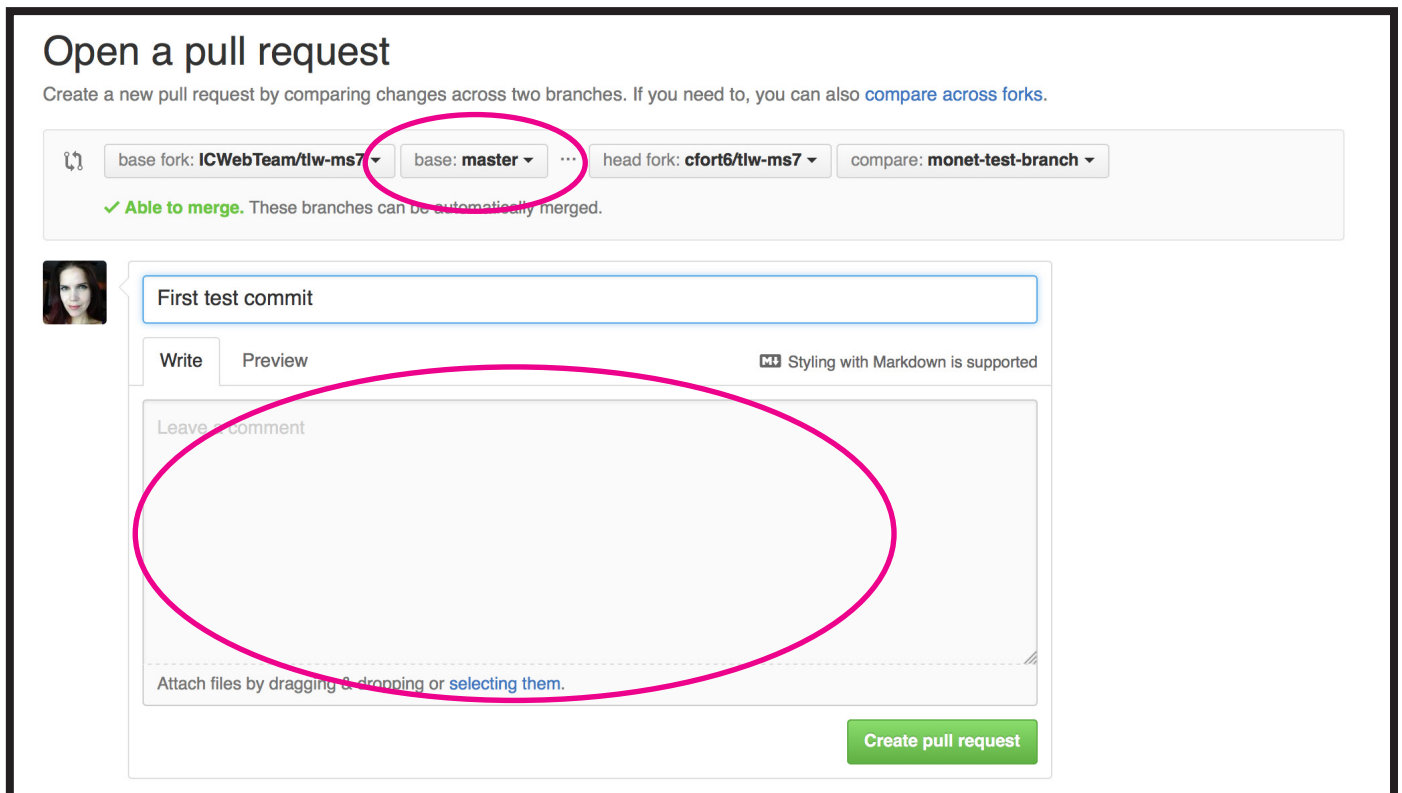 Open a pull request
Create a new pull request by comparing changes across two branches. If you need to, you can also compare across forks.
base fork: ICWebTeam/tlw-ms7 base: master ... head fork: cfort6/tlw-ms7 compare: monet-test-branch
Able to merge. These branches can be automatically merged.
First test commit
Write Preview Styling with Markdown is supported
Leave a comment
Attach files by dragging & dropping or selecting them.
Create pull request